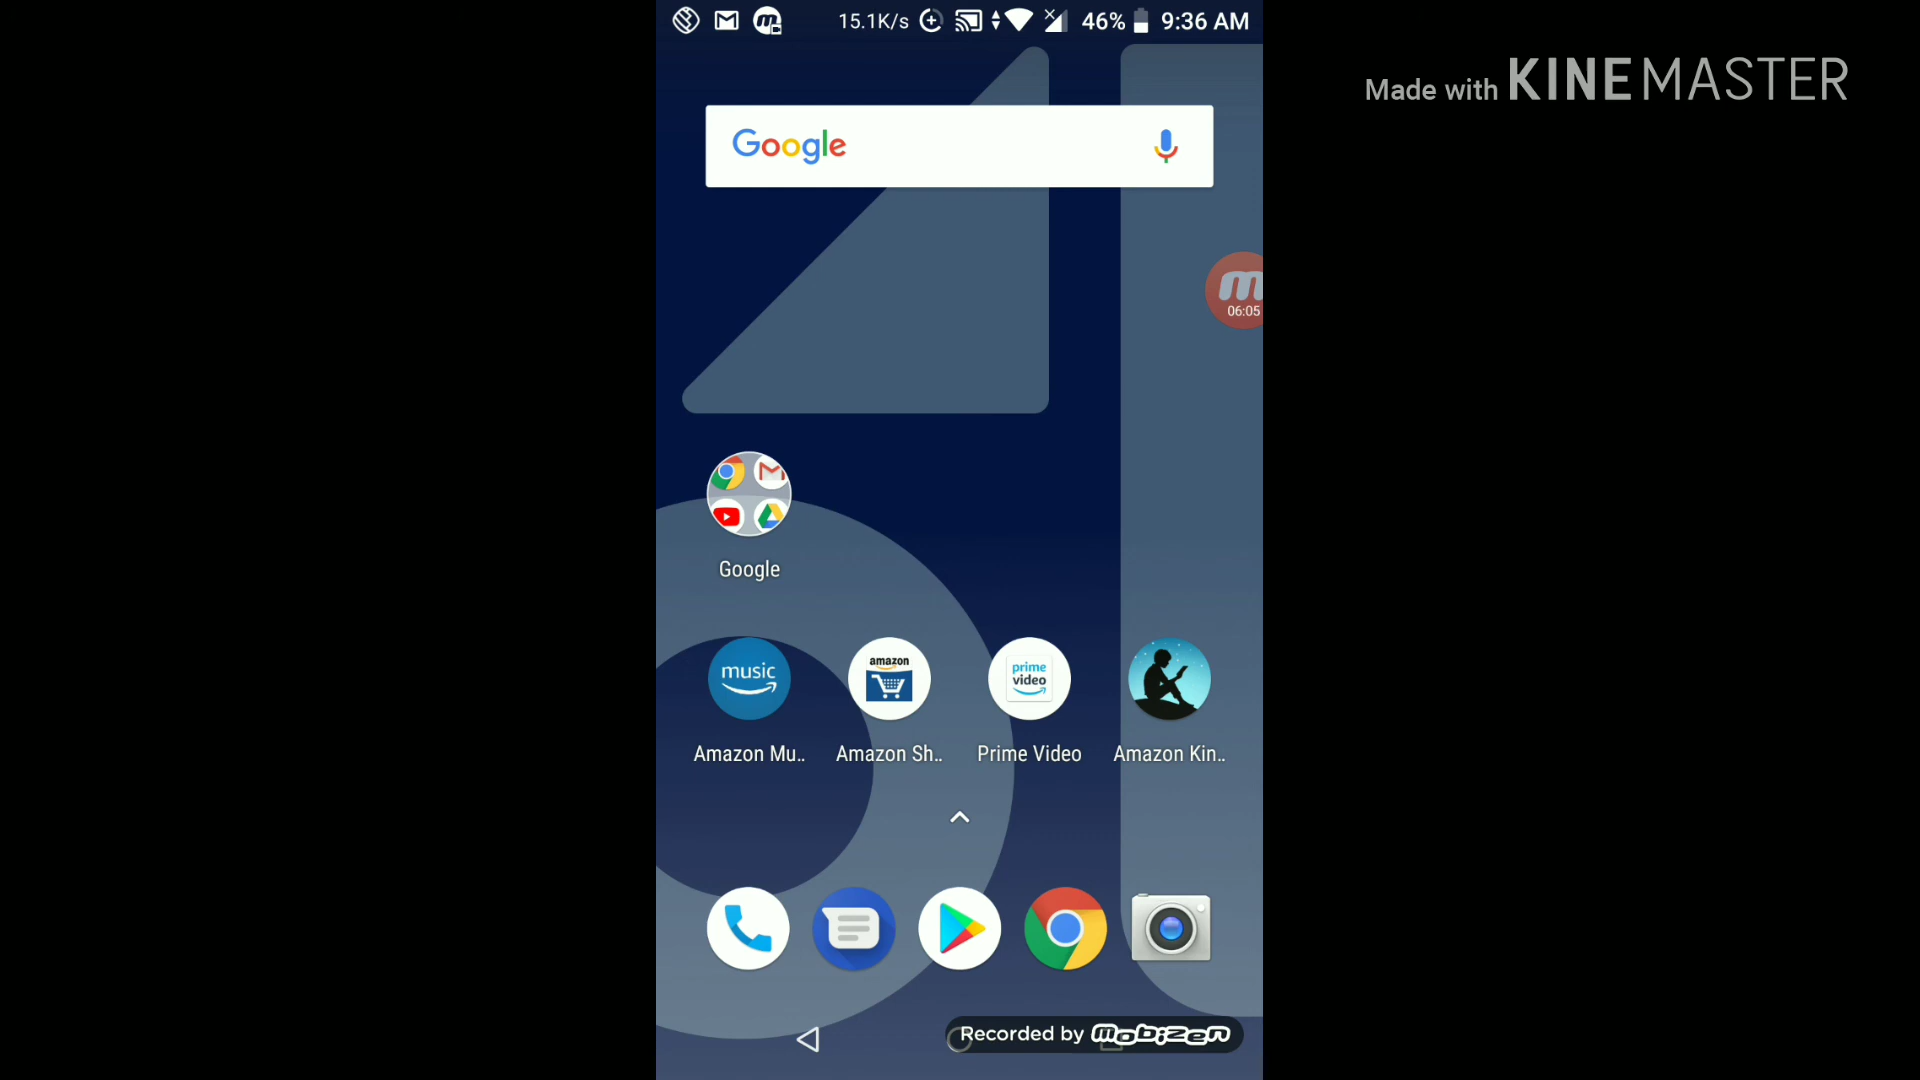 15.1K/s 46% 9:36 AM
Made with KINEMASTER
Google
06:05
Google
music
amazon
prime video
Amazon Mu..
Amazon Sh..
Prime Video
Amazon Kin..
Recorded by mobizen